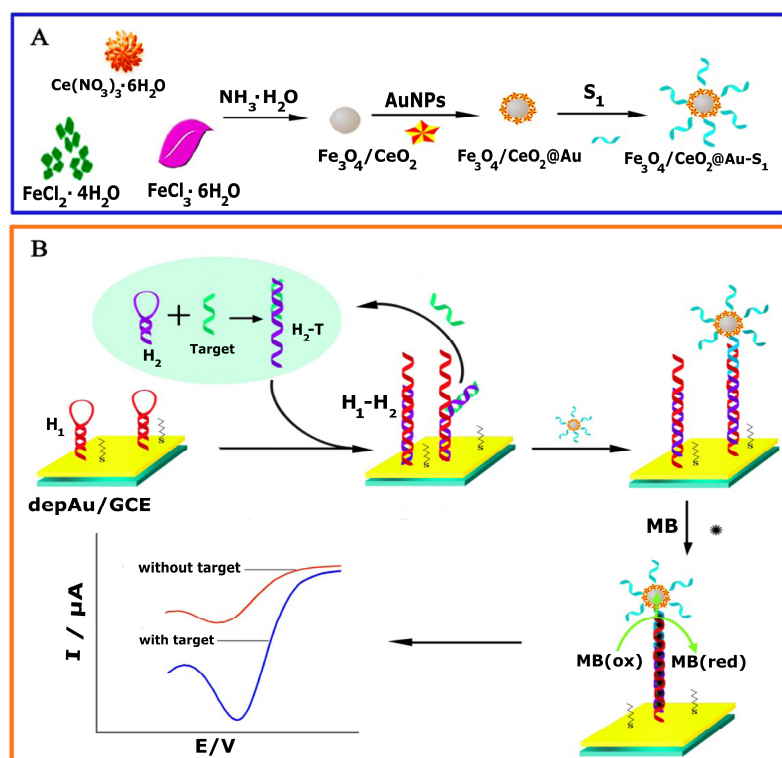 A
Ce(NO₃)₃·6H₂O
FeCl₂·4H₂O
FeCl₃·6H₂O
NH₃·H₂O
Fe₃O₄/CeO₂
AuNPs
Fe₃O₄/CeO₂@Au
S₁
Fe₃O₄/CeO₂@Au-S₁
B
H₂
Target
H₂-T
H₁
S
S
depAu/GCE
H₁-H₂
S
S
S
S
MB
MB(ox)
MB(red)
S
S
I / µA
without target
with target
E/V